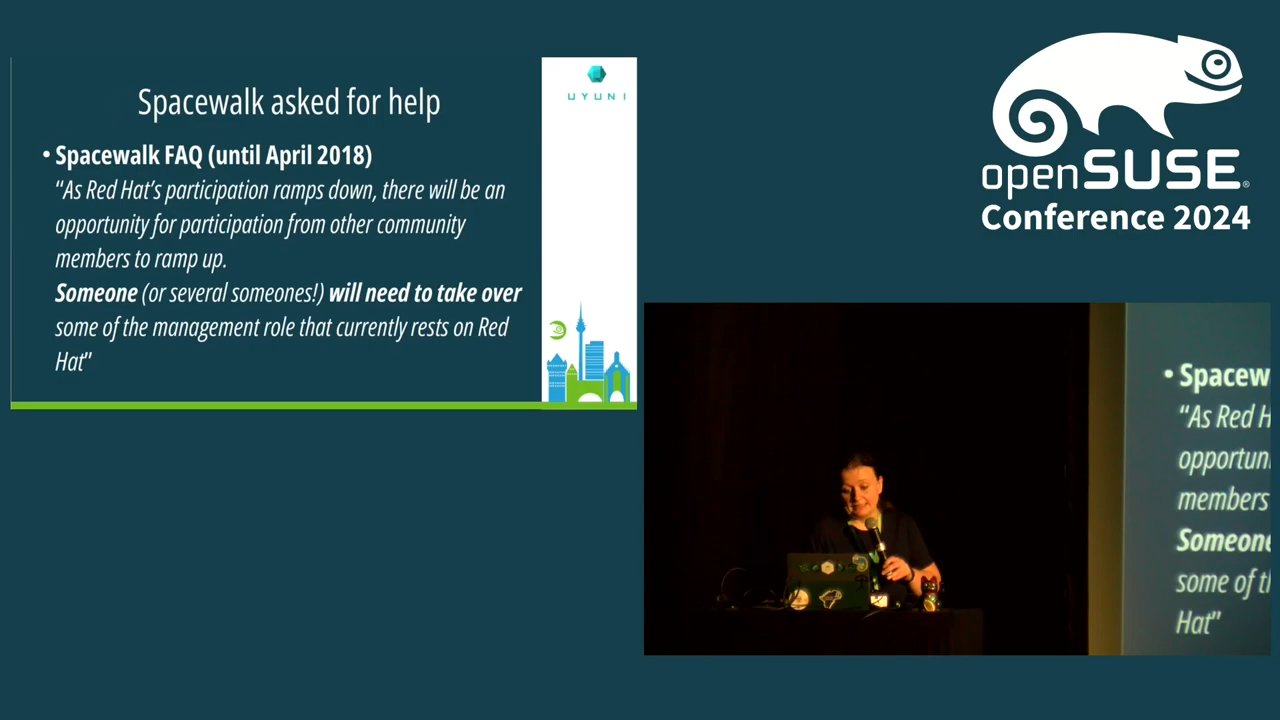 Spacewalk asked for help
• Spacewalk FAQ (until April 2018)
“As Red Hat’s participation ramps down, there will be an
opportunity for participation from other community
members to ramp up.
Someone (or several someones!) will need to take over
some of the management role that currently rests on Red
Hat”
UYUNI
openSUSE®
Conference 2024
• Spacew
“As Red H
opportuni
members
Someone
some of th
Hat”